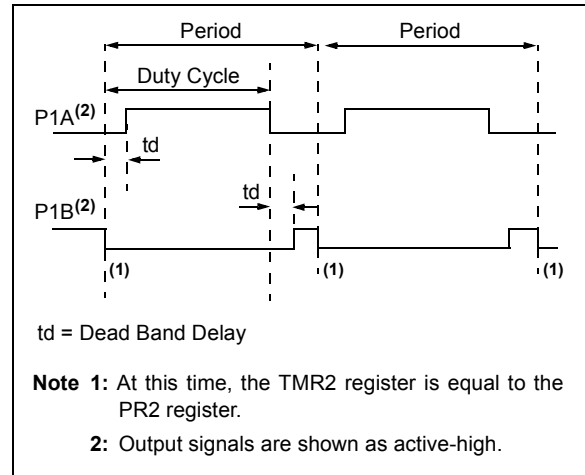 Period Period
Duty Cycle
P1A(2)
td
td
P1B(2)
(1) (1) (1)
td = Dead Band Delay
Note 1: At this time, the TMR2 register is equal to the
PR2 register.
2: Output signals are shown as active-high.